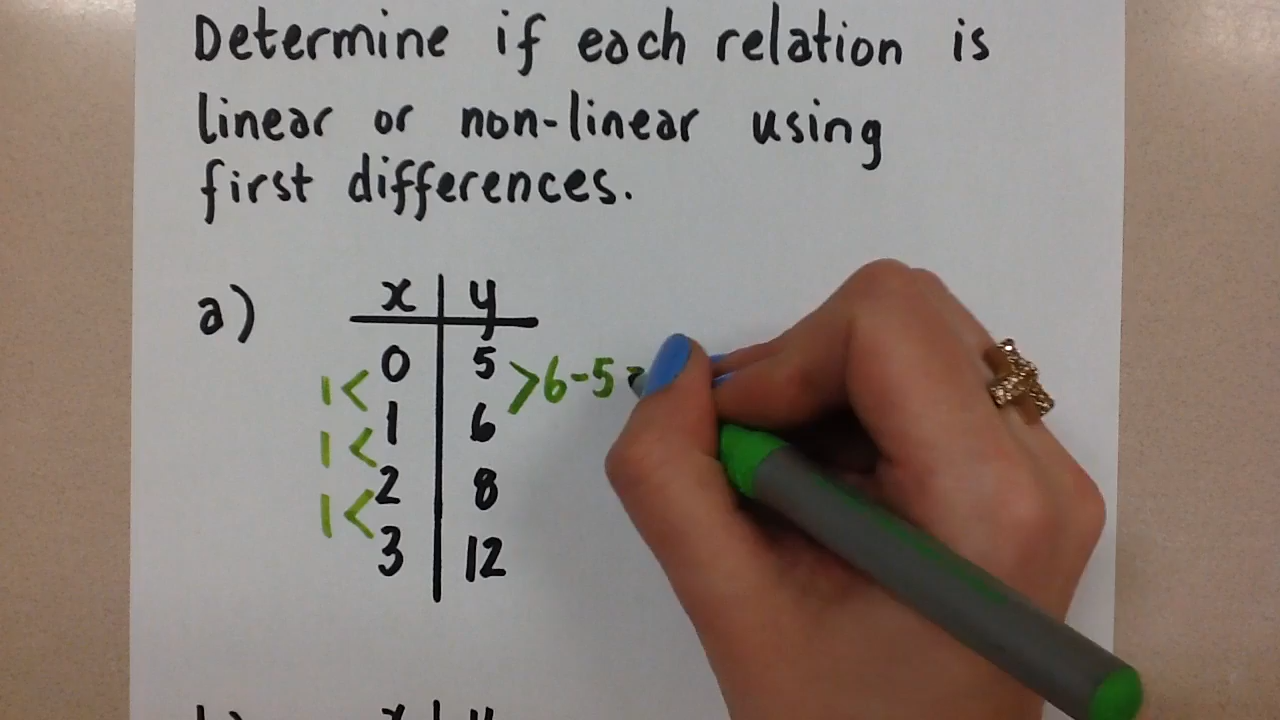 Determine if each relation is
linear or non-linear using
first differences.
a) x y
0 5
1< >6-5=
1 6
1<
2 8
1<
3 12
x y